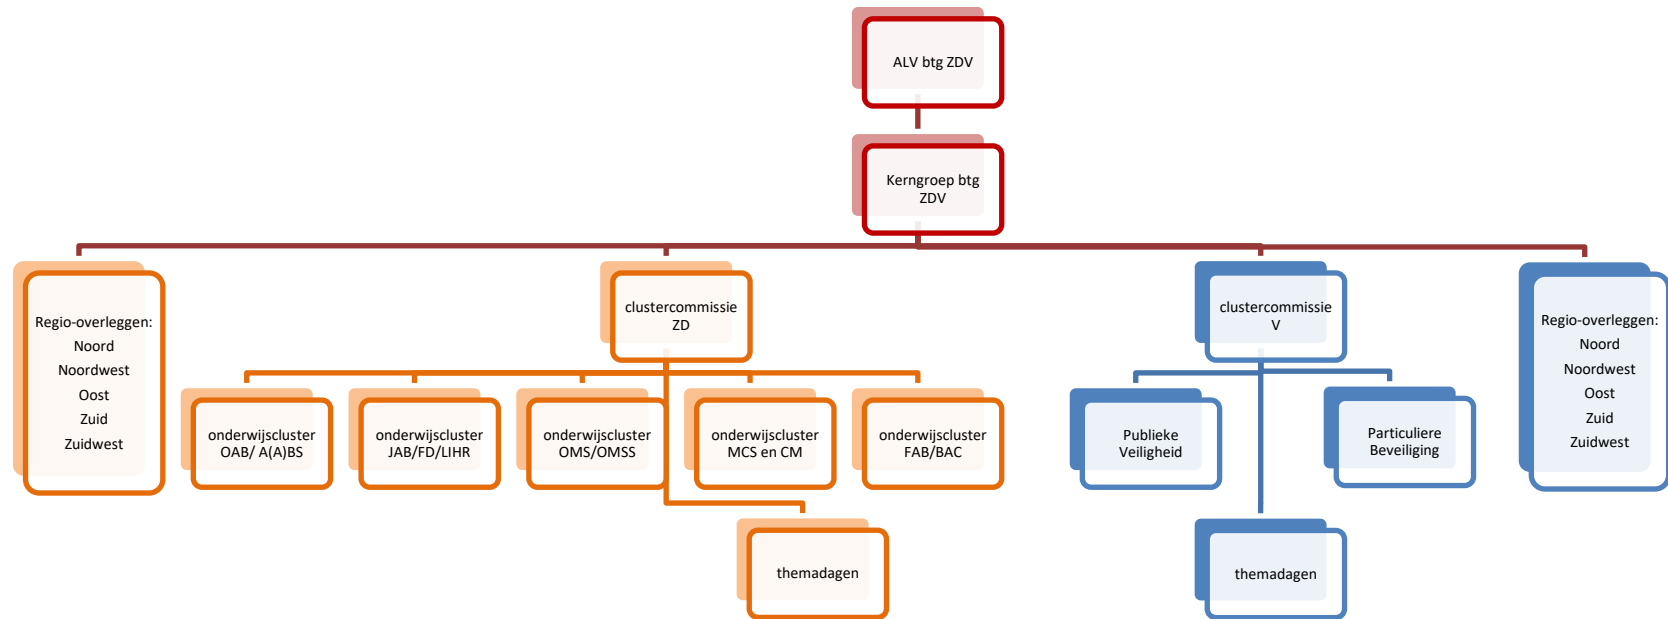 ALV btg ZDV
Kerngroep btg
ZDV
Regio-overleggen:
Noord
Noordwest
Oost
Zuid
Zuidwest
clustercommissie
ZD
clustercommissie
V
Regio-overleggen:
Noord
Noordwest
Oost
Zuid
Zuidwest
onderwijscluster
OAB/ A(A)BS
onderwijscluster
JAB/FD/LIHR
onderwijscluster
OMS/OMSS
onderwijscluster
MCS en CM
onderwijscluster
FAB/BAC
Publieke
Veiligheid
Particuliere
Beveiliging
themadagen
themadagen